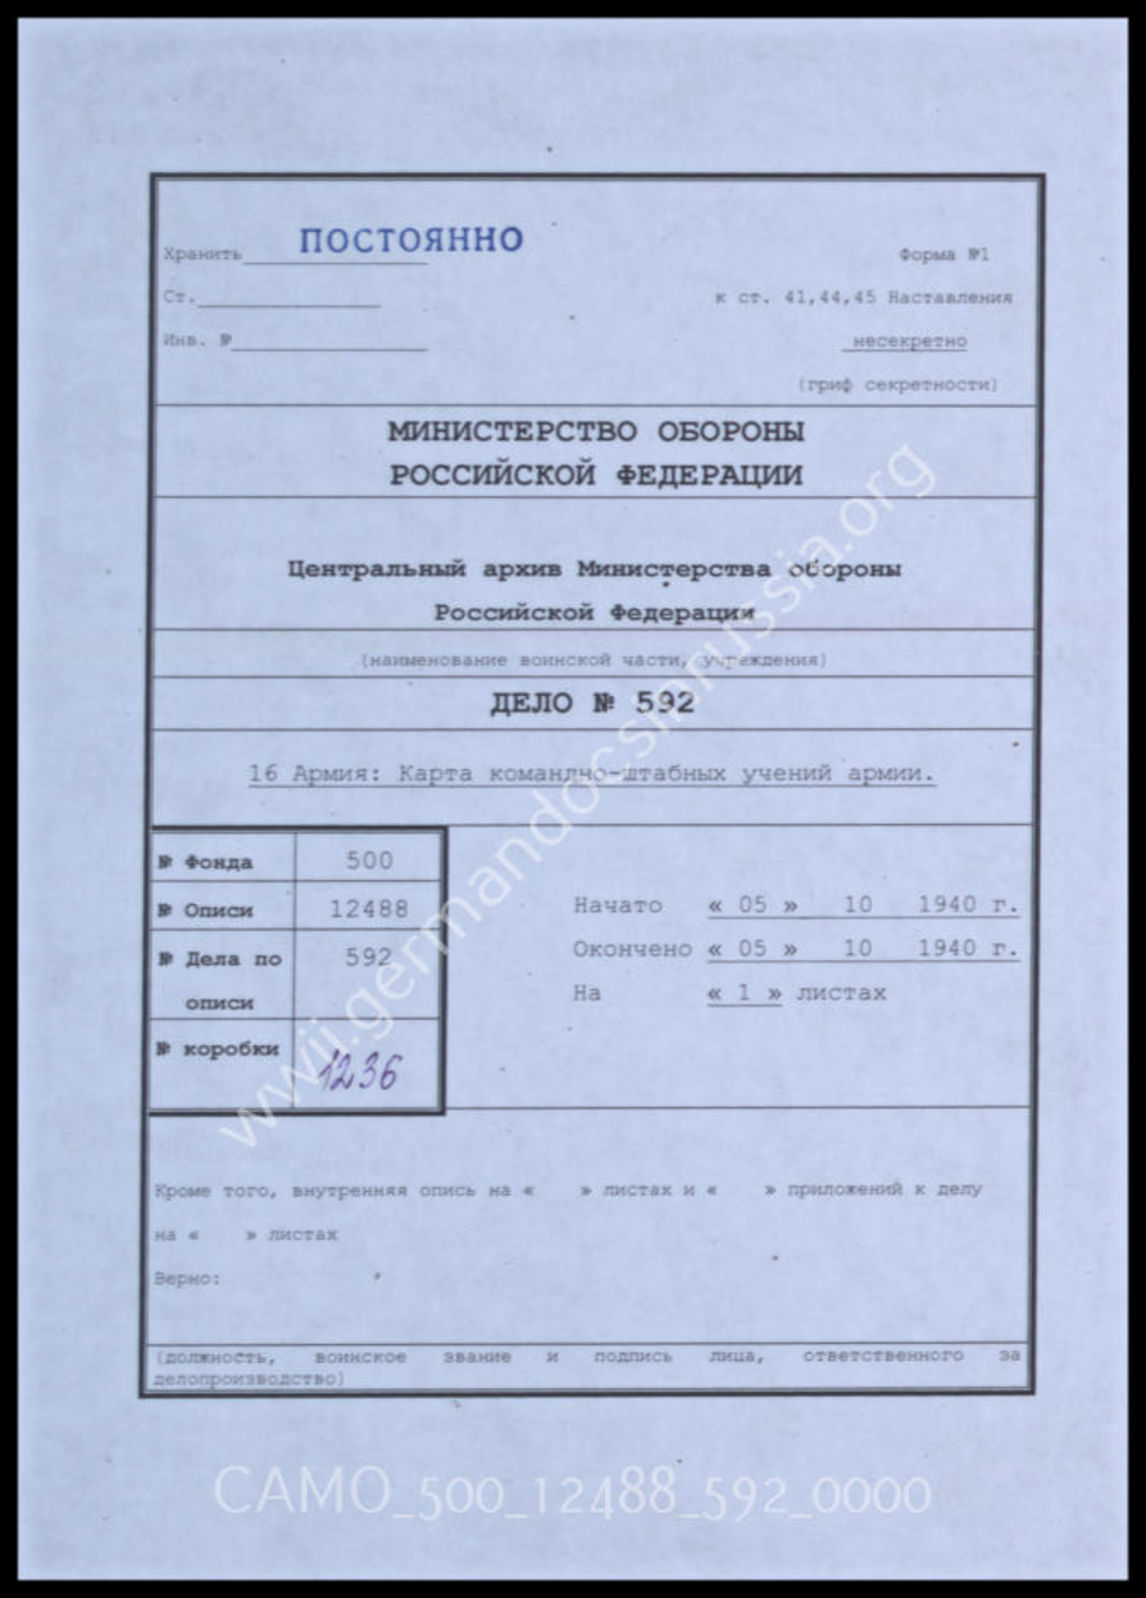 Хранить ПОСТОЯННО
Форма №1
Ст.
к ст. 41,44,45 Наставления
Инв. №
несекретно
(гриф секретности)
МИНИСТЕРСТВО ОБОРОНЫ
РОССИЙСКОЙ ФЕДЕРАЦИИ
Центральный архив Министерства обороны
Российской Федерации
(наименование воинской части, учреждения)
ДЕЛО № 592
16 Армия: Карта командно-штабных учений армии.
№ Фонда 500
№ Описи 12488
№ Дела по 592
описи
№ коробки 1236
Начато « 05 » 10 1940 г.
Окончено « 05 » 10 1940 г.
На « 1 » листах
Кроме того, внутренняя опись на « » листах и « » приложений к делу
на « » листах
Верно:
(должность, воинское звание и подпись лица, ответственного за
делопроизводство)
wwii.germandocsinrussia.org
CAMO_500_12488_592_0000